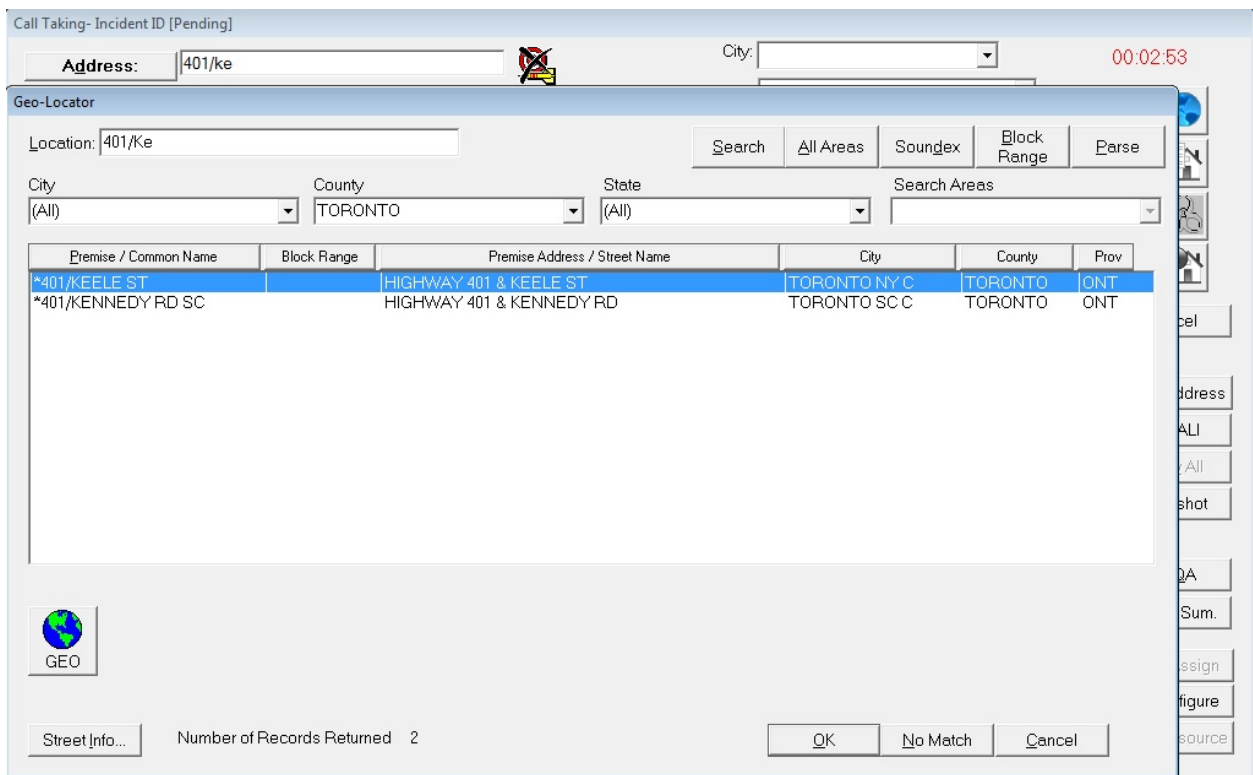 Call Taking- Incident ID [Pending]
Address: 401/ke City: 00:02:53
Geo-Locator
Location: 401/Ke Search All Areas Soundex Block Range Parse
City County State Search Areas
(All) TORONTO (All)
Premise / Common Name Block Range Premise Address / Street Name City County Prov
*401/KEELE ST HIGHWAY 401 & KEELE ST TORONTO NY C TORONTO ONT
*401/KENNEDY RD SC HIGHWAY 401 & KENNEDY RD TORONTO SC C TORONTO ONT
cel
ddress
ALI
All
shot
QA
Sum.
GEO
ssign
figure
Street Info... Number of Records Returned 2 OK No Match Cancel source